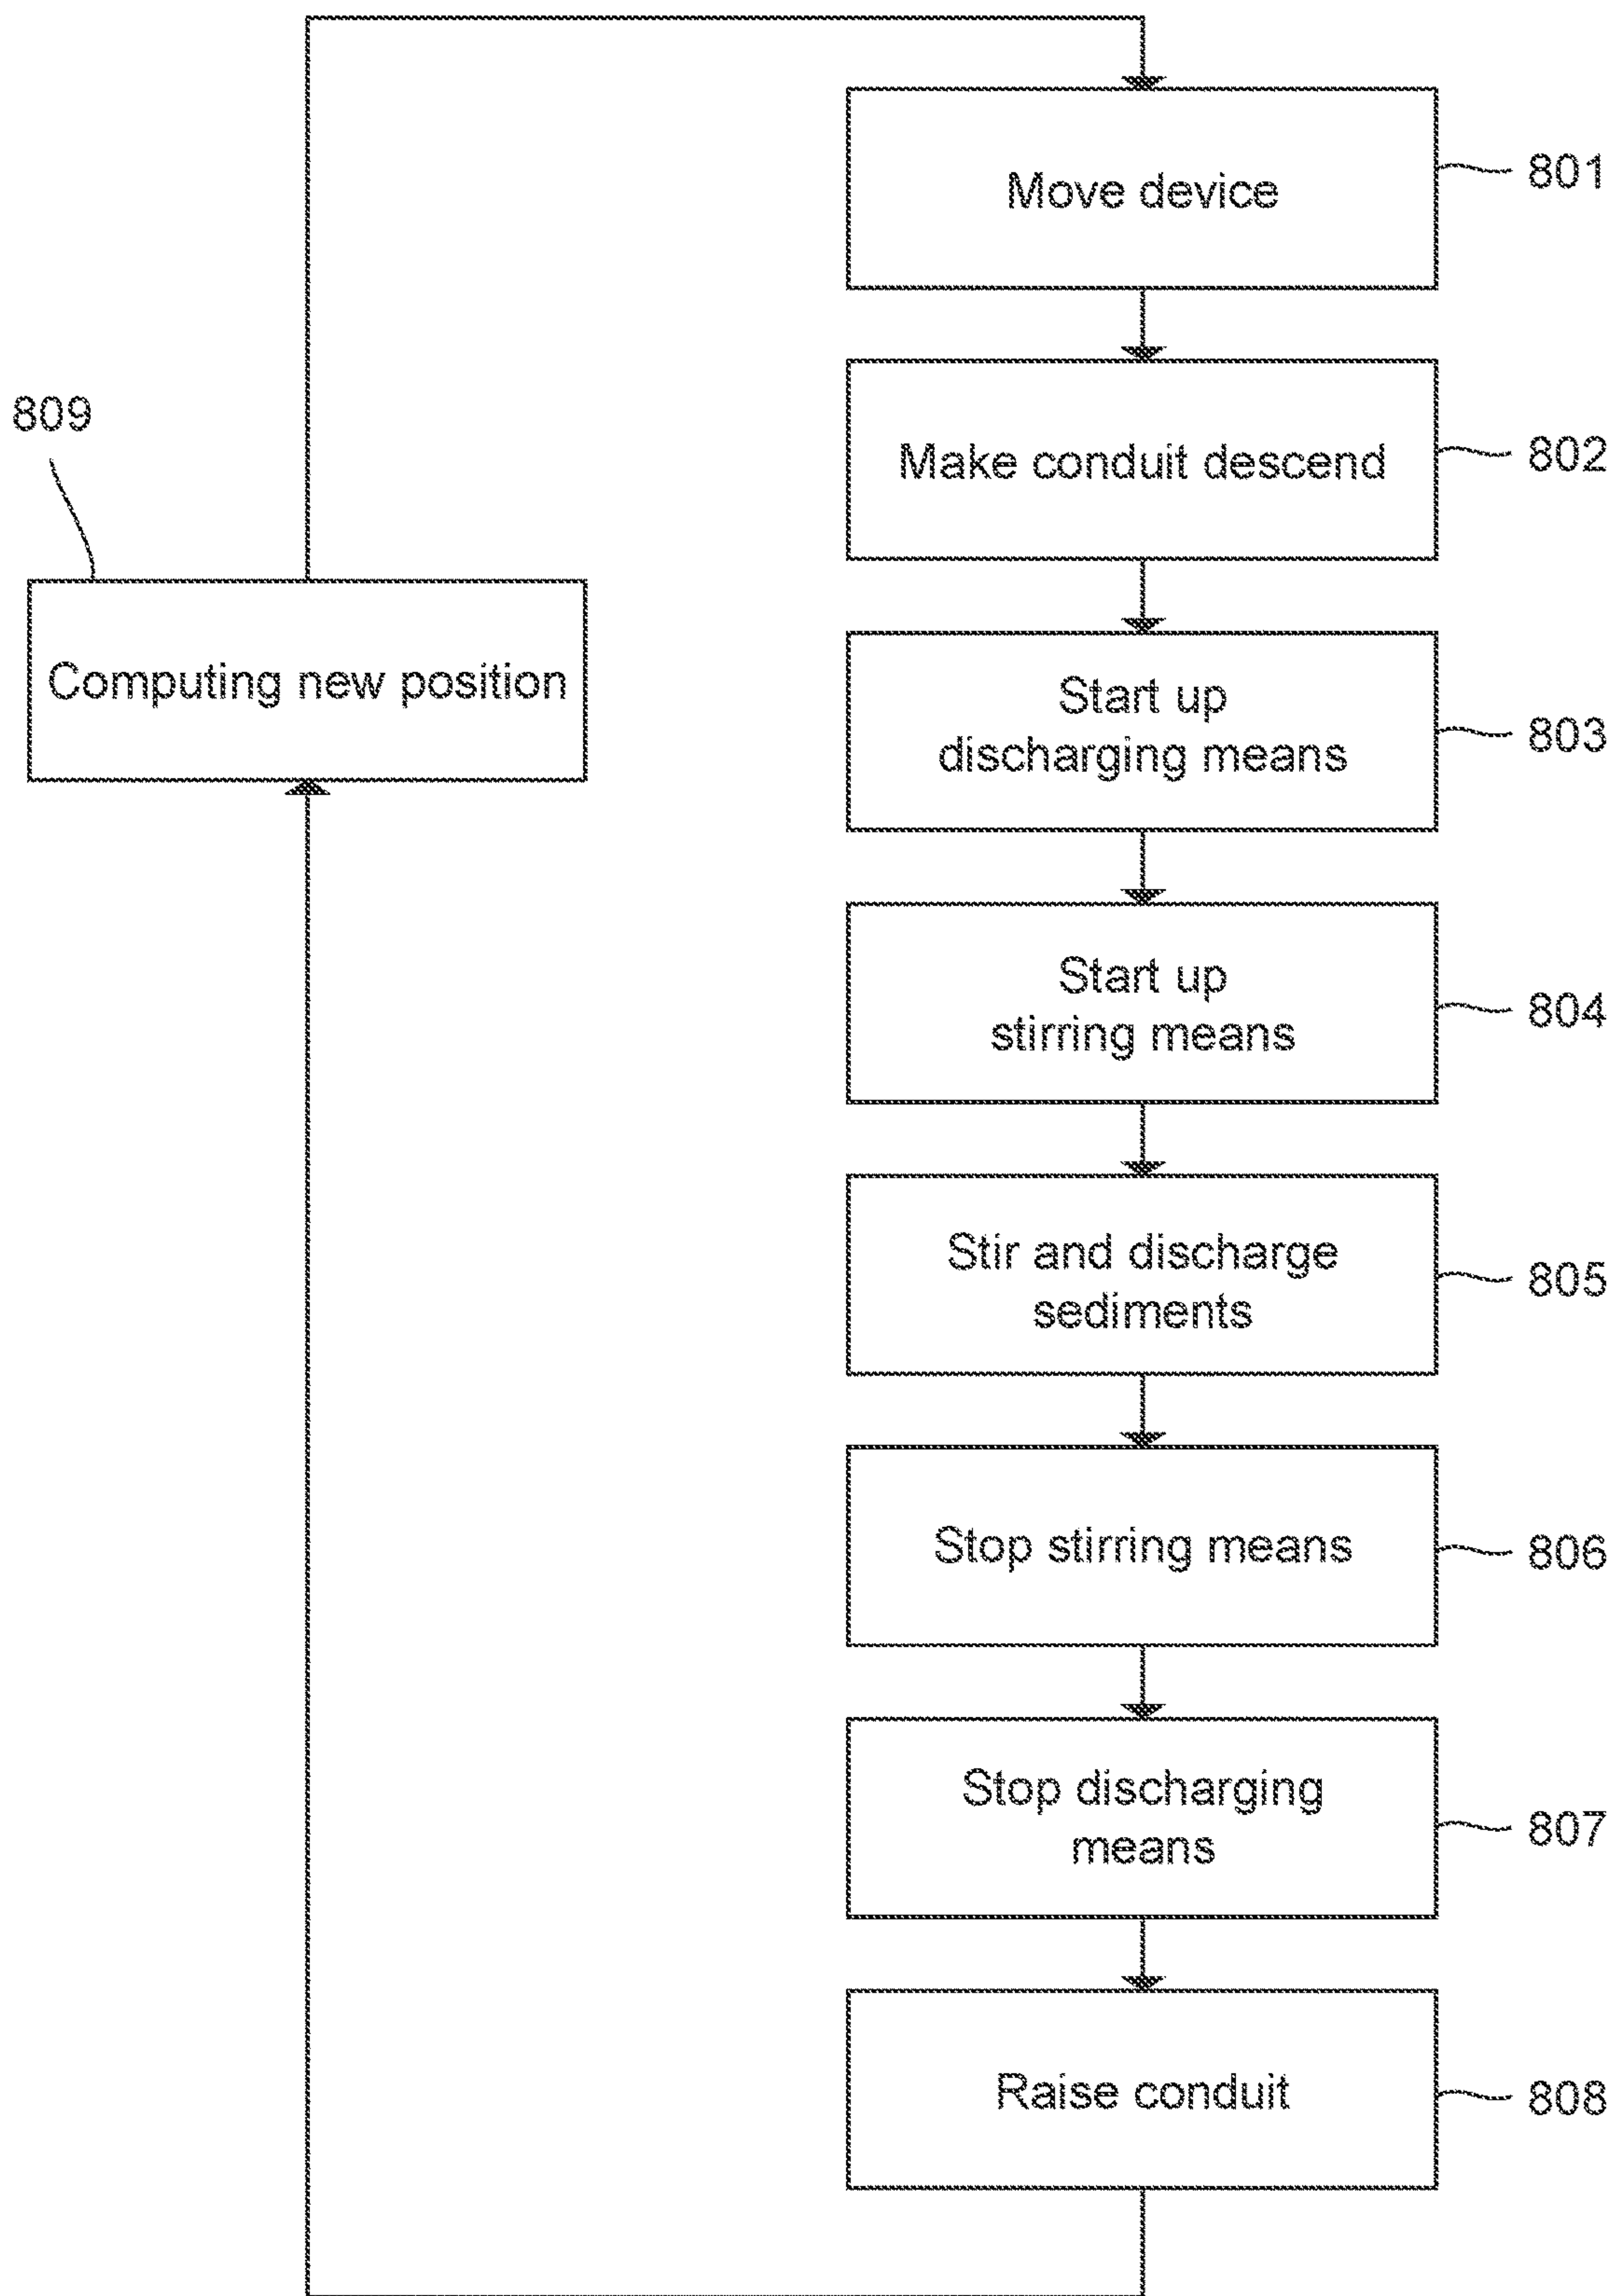 Move device
801
Make conduit descend
802
809
Computing new position
Start up
discharging means
803
Start up
stirring means
804
Stir and discharge
sediments
805
Stop stirring means
806
Stop discharging
means
807
Raise conduit
808